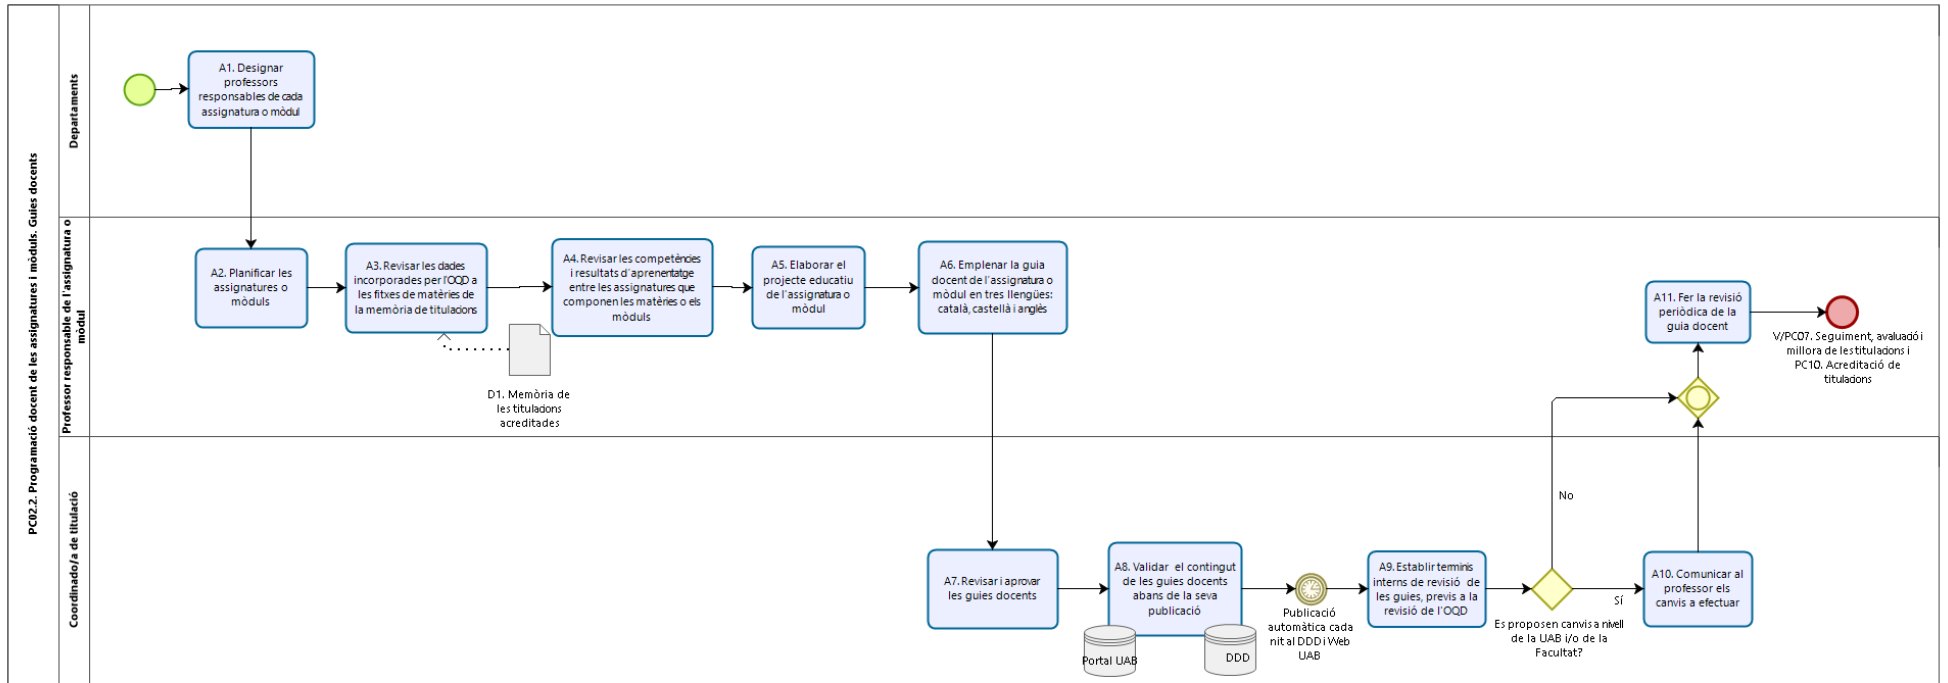 PC02.2. Programació docent de les assignatures i mòduls. Guies docents
Departaments
A1. Designar
professors
responsables de cada
assignatura o mòdul
Professor responsable de l'assignatura o
mòdul
A2. Planificar les
assignatures o
mòduls
A3. Revisar les dades
incorporades per l'OQD a
les fitxes de matèries de
la memòria de titulacions
D1. Memòria de
les titulacions
acreditades
A4. Revisar les competències
i resultats d'aprenentatge
entre les assignatures que
componen les matèries o els
mòduls
A5. Elaborar el
projecte educatiu
de l'assignatura o
mòdul
A6. Emplenar la guia
docent de l'assignatura o
mòdul en tres llengües:
català, castellà i anglès
A11. Fer la revisió
periòdica de la
guia docent
V/PC07. Seguiment, avaluació i
millora de les titulacions i
PC10. Acreditació de
titulacions
Coordinado/a de titulació
A7. Revisar i aprovar
les guies docents
A8. Validar el contingut
de les guies docents
abans de la seva
publicació
Portal UAB
DDD
Publicació
automàtica cada
nit al DDD i Web
UAB
A9. Establir terminis
interns de revisió de
les guies, previs a la
revisió de l'OQD
Es proposen canvis a nivell
de la UAB i/o de la
Facultat?
No
Sí
A10. Comunicar al
professor els
canvis a efectuar